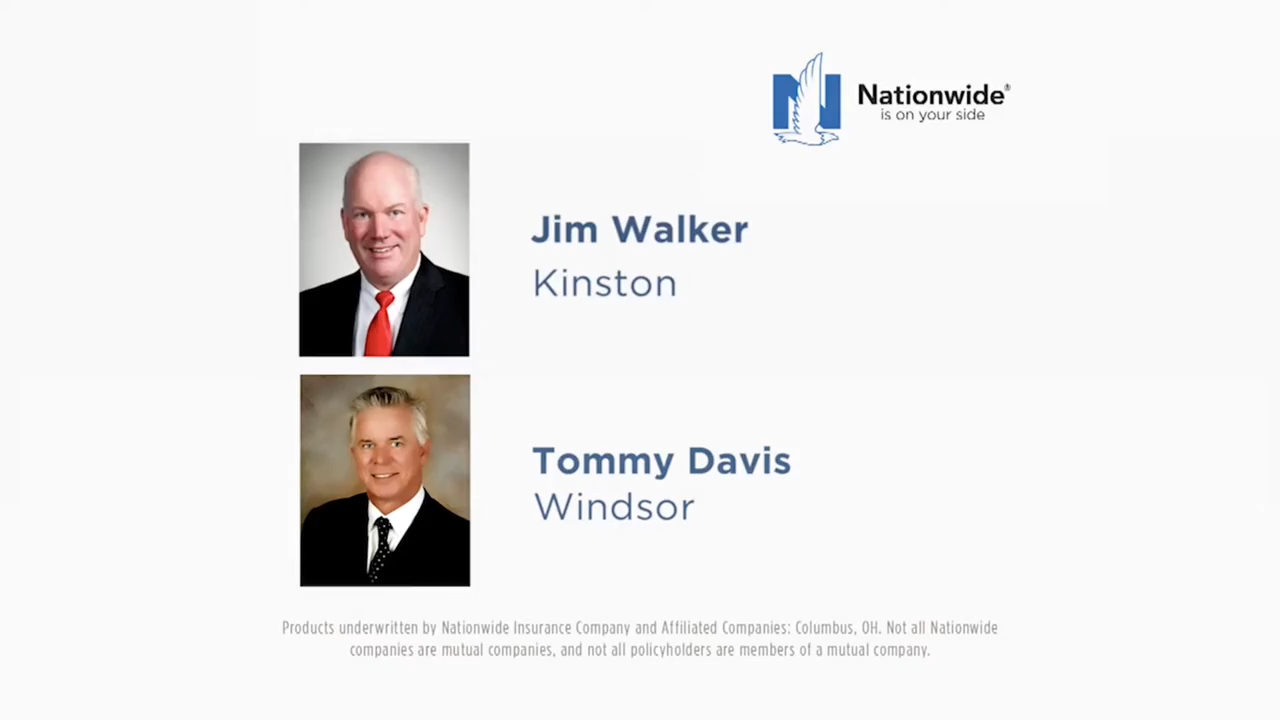 Nationwide®
is on your side
Jim Walker
Kinston
Tommy Davis
Windsor
Products underwritten by Nationwide Insurance Company and Affiliated Companies: Columbus, OH. Not all Nationwide
companies are mutual companies, and not all policyholders are members of a mutual company.